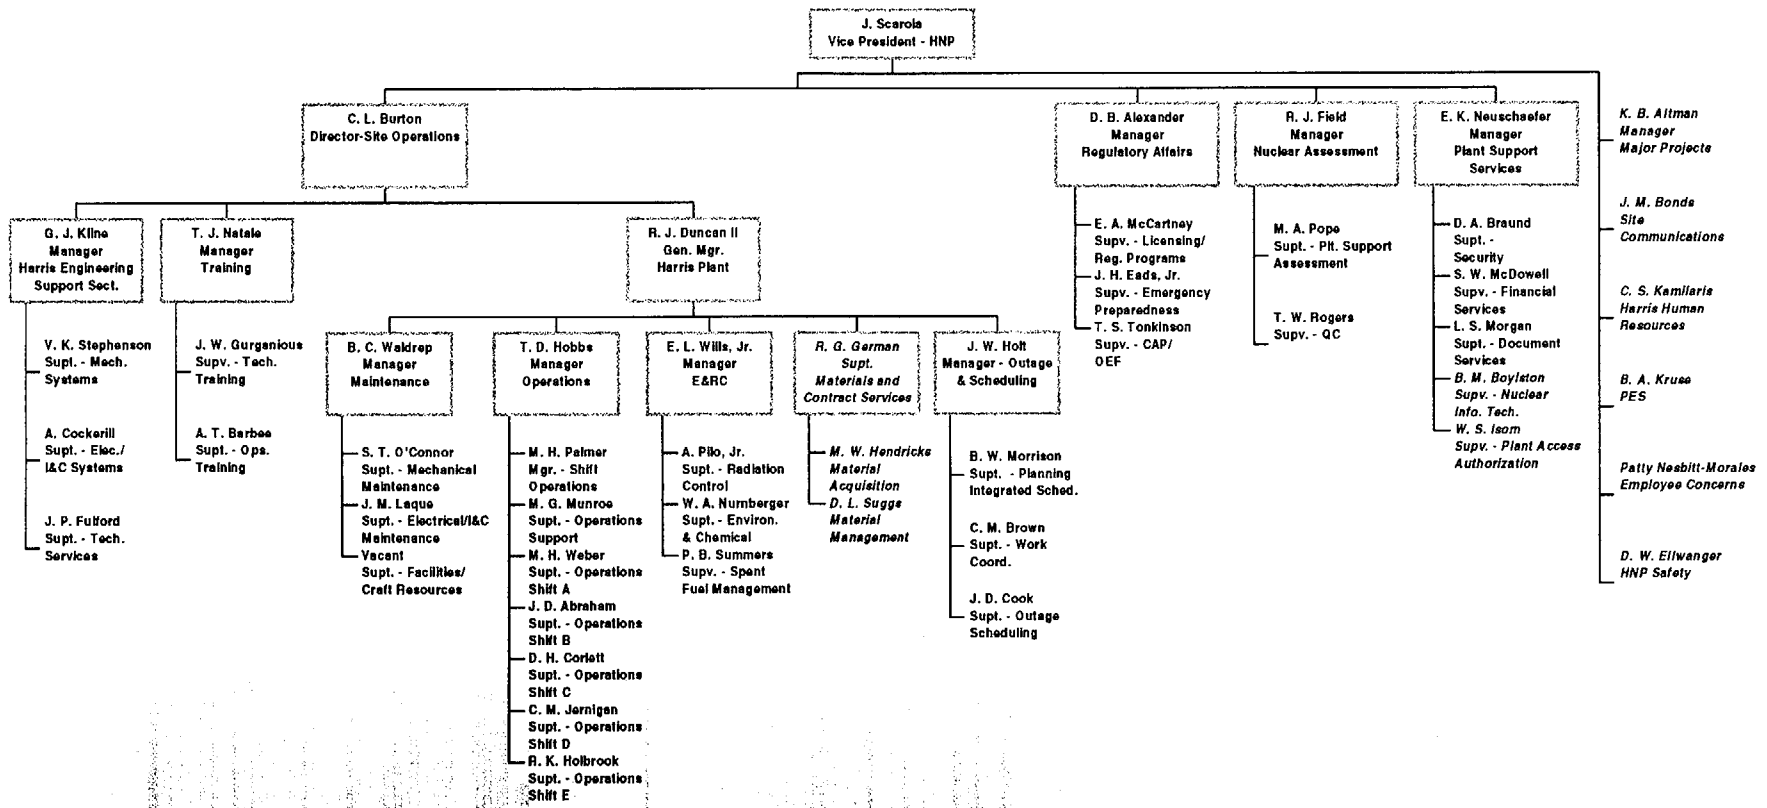 J. Scarola
Vice President - HNP
C. L. Burton
Director-Site Operations
D. B. Alexander
Manager
Regulatory Affairs
R. J. Field
Manager
Nuclear Assessment
E. K. Neuschaefer
Manager
Plant Support
Services
K. B. Altman
Manager
Major Projects
J. M. Bonds
Site
Communications
C. S. Kamilaris
Harris Human
Resources
B. A. Kruse
PES
Patty Nesbitt-Morales
Employee Concerns
D. W. Ellwanger
HNP Safety
G. J. Kline
Manager
Harris Engineering
Support Sect.
T. J. Natale
Manager
Training
R. J. Duncan II
Gen. Mgr.
Harris Plant
E. A. McCartney
Supv. - Licensing/
Reg. Programs
J. H. Eads, Jr.
Supv. - Emergency
Preparedness
T. S. Tonkinson
Supv. - CAP/
OEF
M. A. Pope
Supt. - Plt. Support
Assessment
T. W. Rogers
Supv. - QC
D. A. Braund
Supt. -
Security
S. W. McDowell
Supv. - Financial
Services
L. S. Morgan
Supt. - Document
Services
B. M. Boylston
Supv. - Nuclear
Info. Tech.
W. S. Isom
Supv. - Plant Access
Authorization
V. K. Stephenson
Supt. - Mech.
Systems
A. Cockerill
Supt. - Elec./
I&C Systems
J. P. Fulford
Supt. - Tech.
Services
J. W. Gurganious
Supv. - Tech.
Training
A. T. Barbee
Supt. - Ops.
Training
B. C. Waldrep
Manager
Maintenance
T. D. Hobbs
Manager
Operations
E. L. Wills, Jr.
Manager
E&RC
R. G. German
Supt.
Materials and
Contract Services
J. W. Holt
Manager - Outage
& Scheduling
S. T. O'Connor
Supt. - Mechanical
Maintenance
J. M. Laque
Supt. - Electrical/I&C
Maintenance
Vacant
Supt. - Facilities/
Craft Resources
M. H. Palmer
Mgr. - Shift
Operations
M. G. Munroe
Supt. - Operations
Support
M. H. Weber
Supt. - Operations
Shift A
J. D. Abraham
Supt. - Operations
Shift B
D. H. Corlett
Supt. - Operations
Shift C
C. M. Jernigan
Supt. - Operations
Shift D
R. K. Holbrook
Supt. - Operations
Shift E
A. Pilo, Jr.
Supt. - Radiation
Control
W. A. Nurnberger
Supt. - Environ.
& Chemical
P. B. Summers
Supv. - Spent
Fuel Management
M. W. Hendricks
Material
Acquisition
D. L. Suggs
Material
Management
B. W. Morrison
Supt. - Planning
Integrated Sched.
C. M. Brown
Supt. - Work
Coord.
J. D. Cook
Supt. - Outage
Scheduling